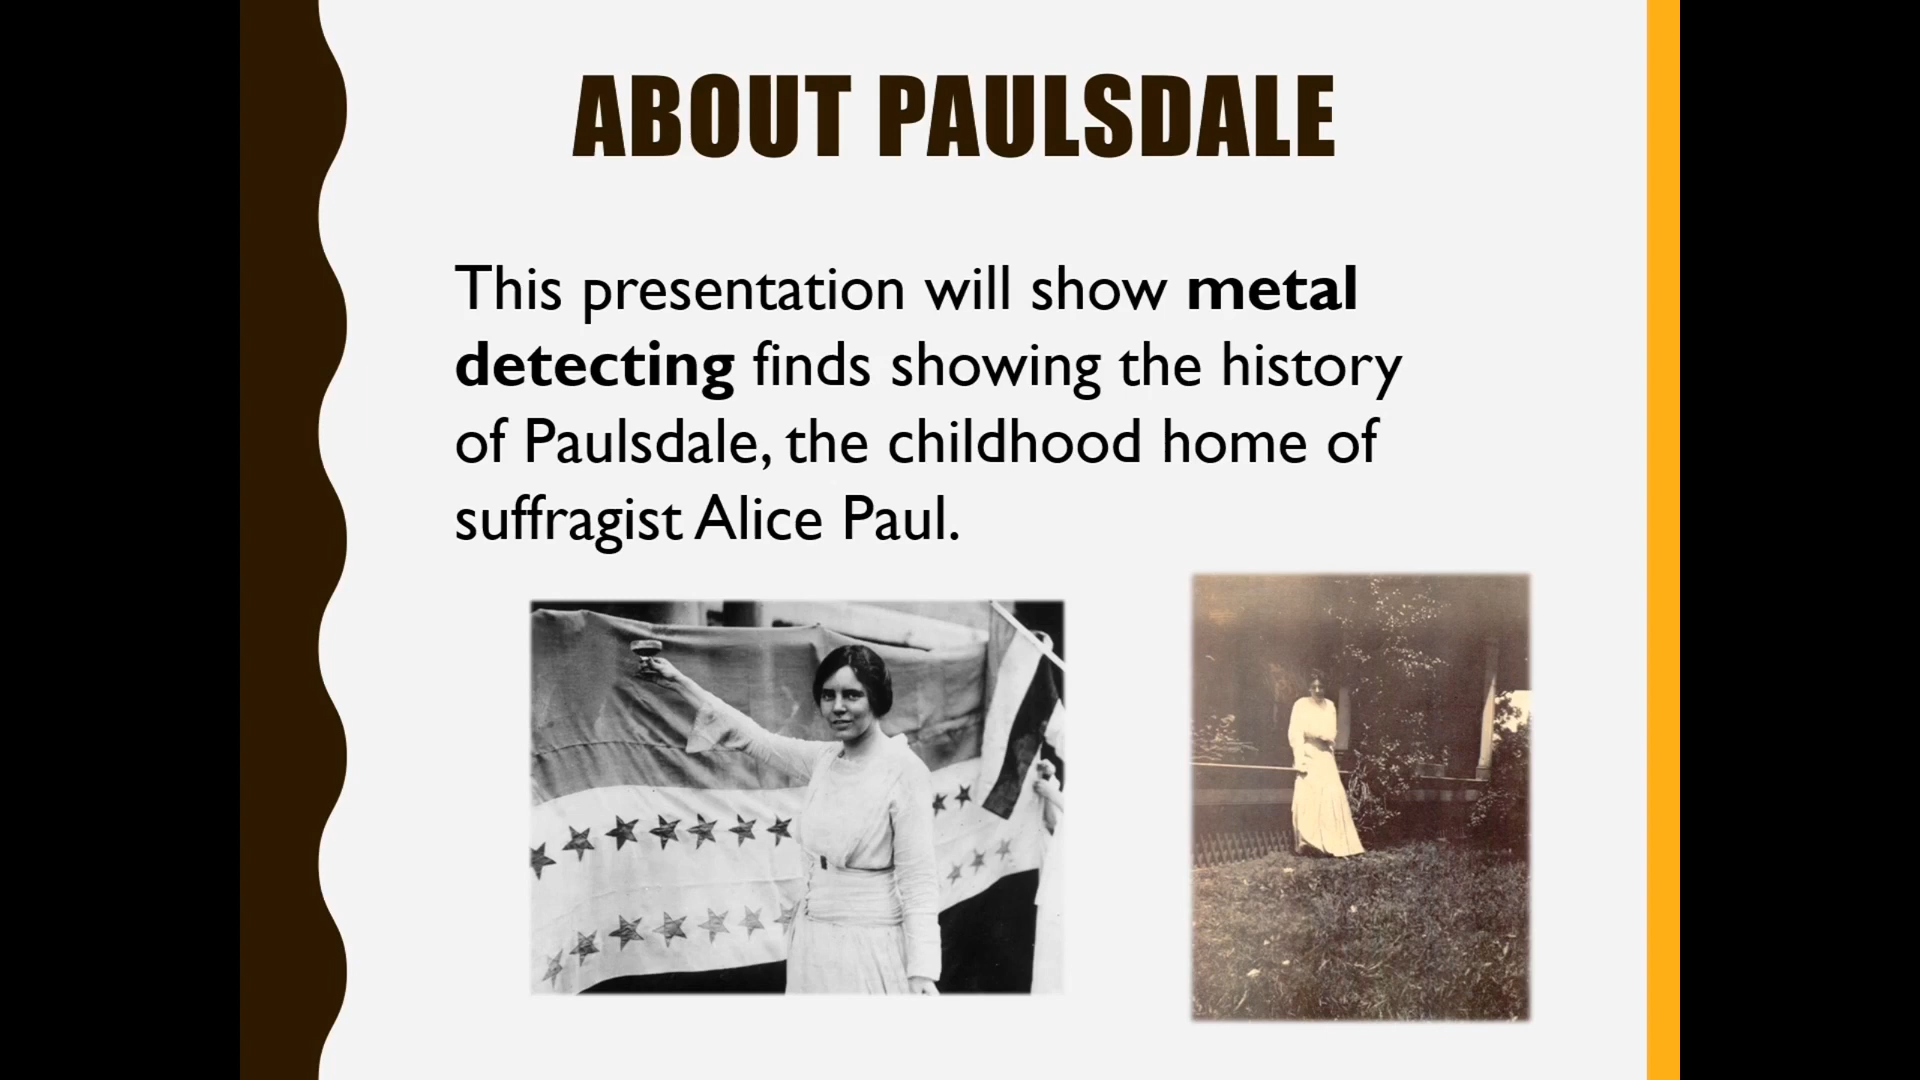 ABOUT PAULSDALE
This presentation will show metal
detecting finds showing the history
of Paulsdale, the childhood home of
suffragist Alice Paul.